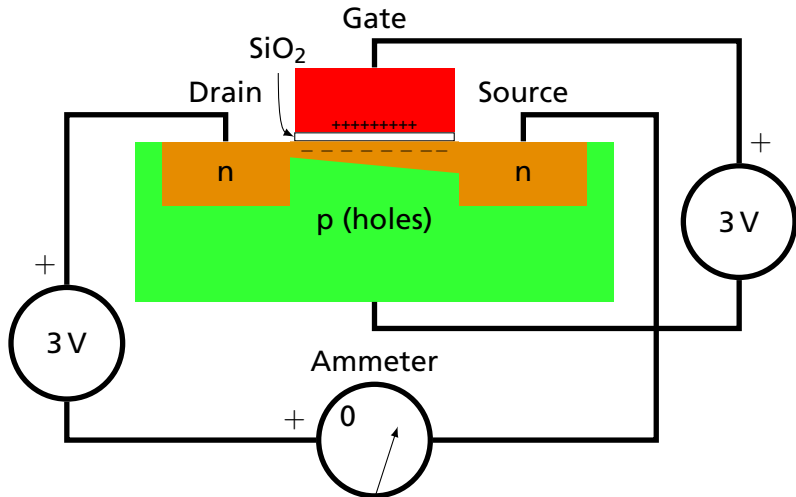 Gate
SiO₂
Drain
Source
+++++++++
− − − − − − − −
n
n
p (holes)
+
3 V
+
3 V
Ammeter
+
0